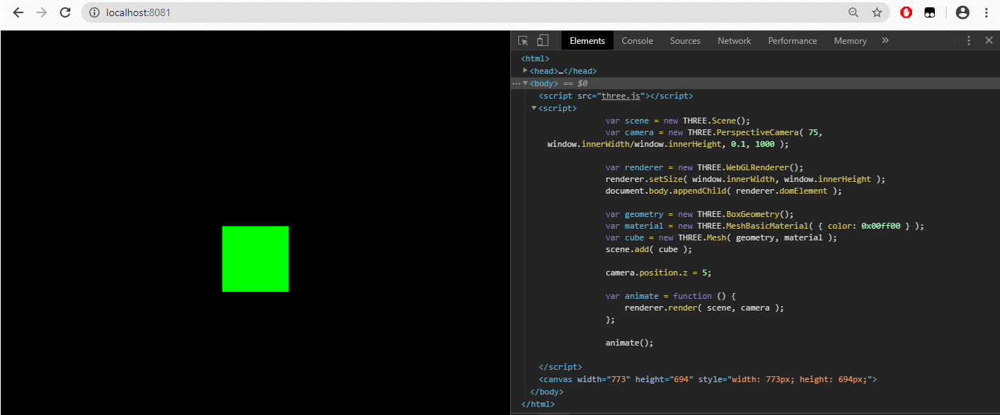 localhost:8081
Elements Console Sources Network Performance Memory »
<html>
<head>…</head>
<body> == $0
<script src="three.js"></script>
<script>
var scene = new THREE.Scene();
var camera = new THREE.PerspectiveCamera( 75,
window.innerWidth/window.innerHeight, 0.1, 1000 );
var renderer = new THREE.WebGLRenderer();
renderer.setSize( window.innerWidth, window.innerHeight );
document.body.appendChild( renderer.domElement );
var geometry = new THREE.BoxGeometry();
var material = new THREE.MeshBasicMaterial( { color: 0x00ff00 } );
var cube = new THREE.Mesh( geometry, material );
scene.add( cube );
camera.position.z = 5;
var animate = function () {
renderer.render( scene, camera );
};
animate();
</script>
<canvas width="773" height="694" style="width: 773px; height: 694px;">
</body>
</html>